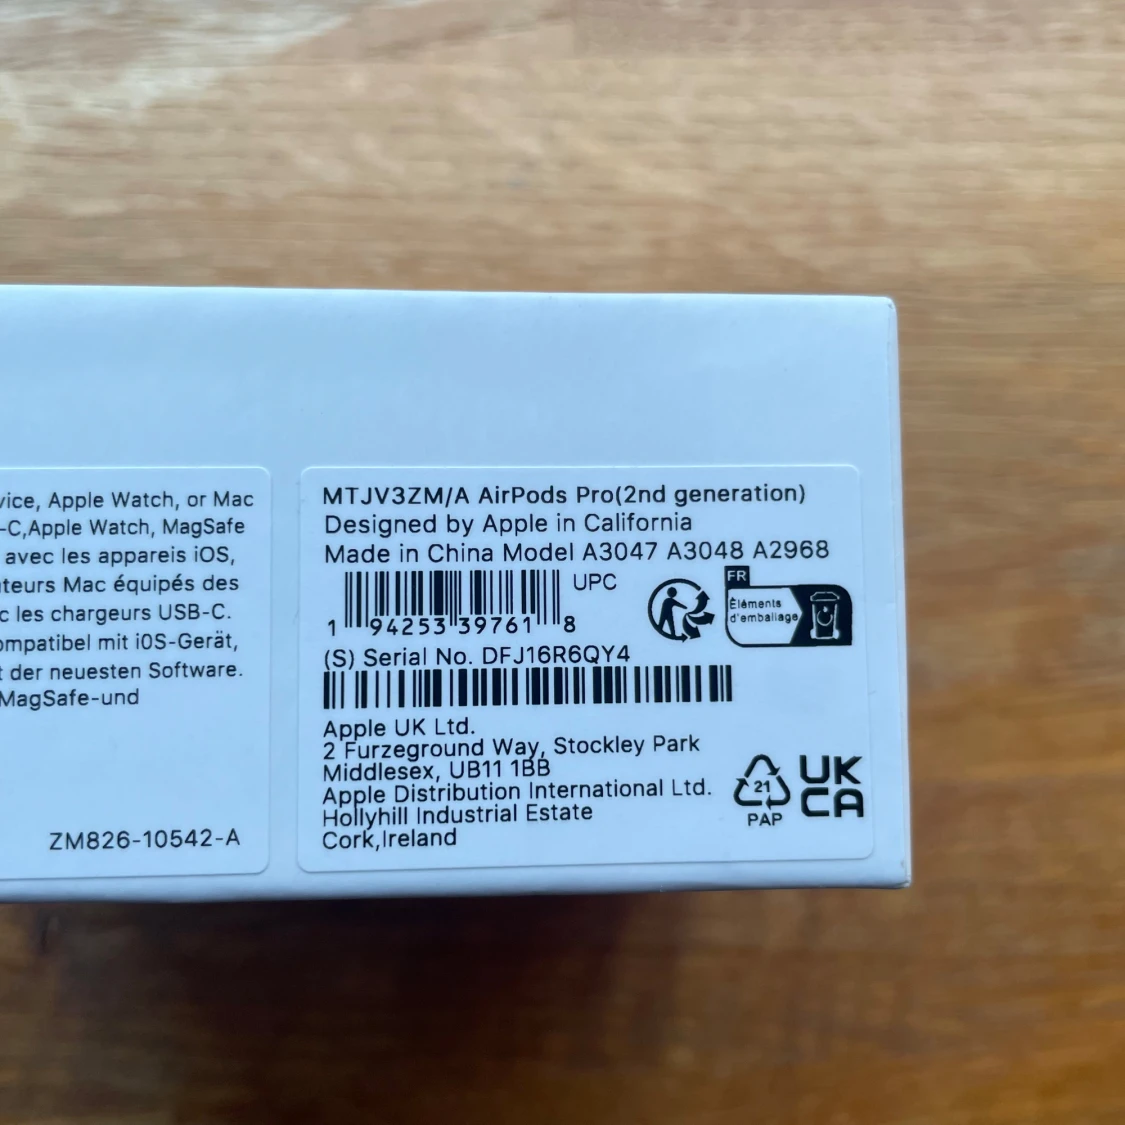 vice, Apple Watch, or Mac
-C,Apple Watch, MagSafe
avec les appareils iOS,
ateurs Mac équipés des
c les chargeurs USB-C.
ompatibel mit iOS-Gerät,
t der neuesten Software.
MagSafe-und
ZM826-10542-A
MTJV3ZM/A AirPods Pro(2nd generation)
Designed by Apple in California
Made in China Model A3047 A3048 A2968
UPC
1 94253 39761 8
FR
Éléments
d'emballage
(S) Serial No. DFJ16R6QY4
Apple UK Ltd.
2 Furzeground Way, Stockley Park
Middlesex, UB11 1BB
Apple Distribution International Ltd.
Hollyhill Industrial Estate
Cork,Ireland
21
PAP
UK
CA